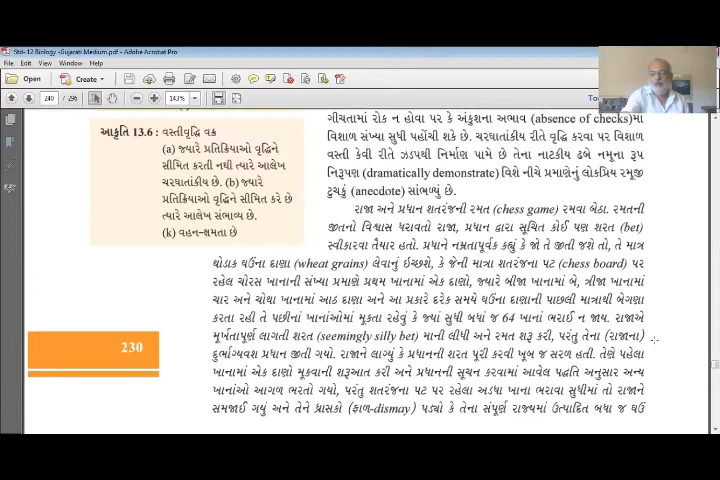 Std- 12 Biology -Gujarati Medium.pdf - Adobe Acrobat Pro
File Edit View Window Help
Open Create
240 / 296 143%
આકૃતિ 13.6 : વસ્તીવૃદ્ધિ વક્ર
(a) જ્યારે પ્રતિક્રિયાઓ વૃદ્ધિને
સીમિત કરતી નથી ત્યારે આલેખ
ચરઘાતાંકીય છે. (b) જ્યારે
પ્રતિક્રિયાઓ વૃદ્ધિને સીમિત કરે છે
ત્યારે આલેખ સંભાવ્ય છે.
(k) વહન-ક્ષમતા છે
230
ગીચતામાં રોક ન હોવા પર કે અંકુશના અભાવ (absence of checks)માં
વિશાળ સંખ્યા સુધી પહોંચી શકે છે. ચરઘાતાંકીય રીતે વૃદ્ધિ કરવા પર વિશાળ
વસ્તી કેવી રીતે ઝડપથી નિર્માણ પામે છે તેના નાટકીય ઢબે નમૂના રૂપ
નિરૂપણ (dramatically demonstrate) વિશે નીચે પ્રમાણેનું લોકપ્રિય રમૂજી
ટુચકું (anecdote) સાંભળ્યું છે.
રાજા અને પ્રધાન શતરંજની રમત (chess game) રમવા બેઠા. રમતની
જીતનો વિશ્વાસ ધરાવતો રાજા, પ્રધાન દ્વારા સૂચિત કોઈ પણ શરત (bet)
સ્વીકારવા તૈયાર હતો. પ્રધાને નમ્રતાપૂર્વક કહ્યું કે જો તે જીતી જશે તો, તે માત્ર
થોડાક ઘઉંના દાણા (wheat grains) લેવાનું ઇચ્છશે, કે જેની માત્રા શતરંજના પટ (chess board) પર
રહેલ ચોરસ ખાનાની સંખ્યા પ્રમાણે પ્રથમ ખાનામાં એક દાણો, જ્યારે બીજા ખાનામાં બે, ત્રીજા ખાનામાં
ચાર અને ચોથા ખાનામાં આઠ દાણા અને આ પ્રકારે દરેક સમયે ઘઉંના દાણાની પાછલી માત્રાથી બેગણા
કરતા રહી તે પછીનાં ખાનાંઓમાં મૂકતા રહેવું કે જ્યાં સુધી બધાં જ 64 ખાનાં ભરાઈ ન જાય. રાજાએ
મૂર્ખતાપૂર્ણ લાગતી શરત (seemingly silly bet) માની લીધી અને રમત શરૂ કરી, પરંતુ તેના (રાજાના)
દુર્ભાગ્યવશ પ્રધાન જીતી ગયો. રાજાને લાગ્યું કે પ્રધાનની શરત પૂરી કરવી ખૂબ જ સરળ હતી. તેણે પહેલા
ખાનામાં એક દાણો મૂકવાની શરૂઆત કરી અને પ્રધાનની સૂચન કરવામાં આવેલ પદ્ધતિ અનુસાર અન્ય
ખાનાંઓ આગળ ભરતો ગયો, પરંતુ શતરંજના પટ પર રહેલા અડધા ખાના ભરાવા સુધીમાં તો રાજાને
સમજાઈ ગયું અને તેને પ્રાસકો (ફાળ-dismay) પડ્યો કે તેના સંપૂર્ણ રાજ્યમાં ઉત્પાદિત બધા જ ઘઉં